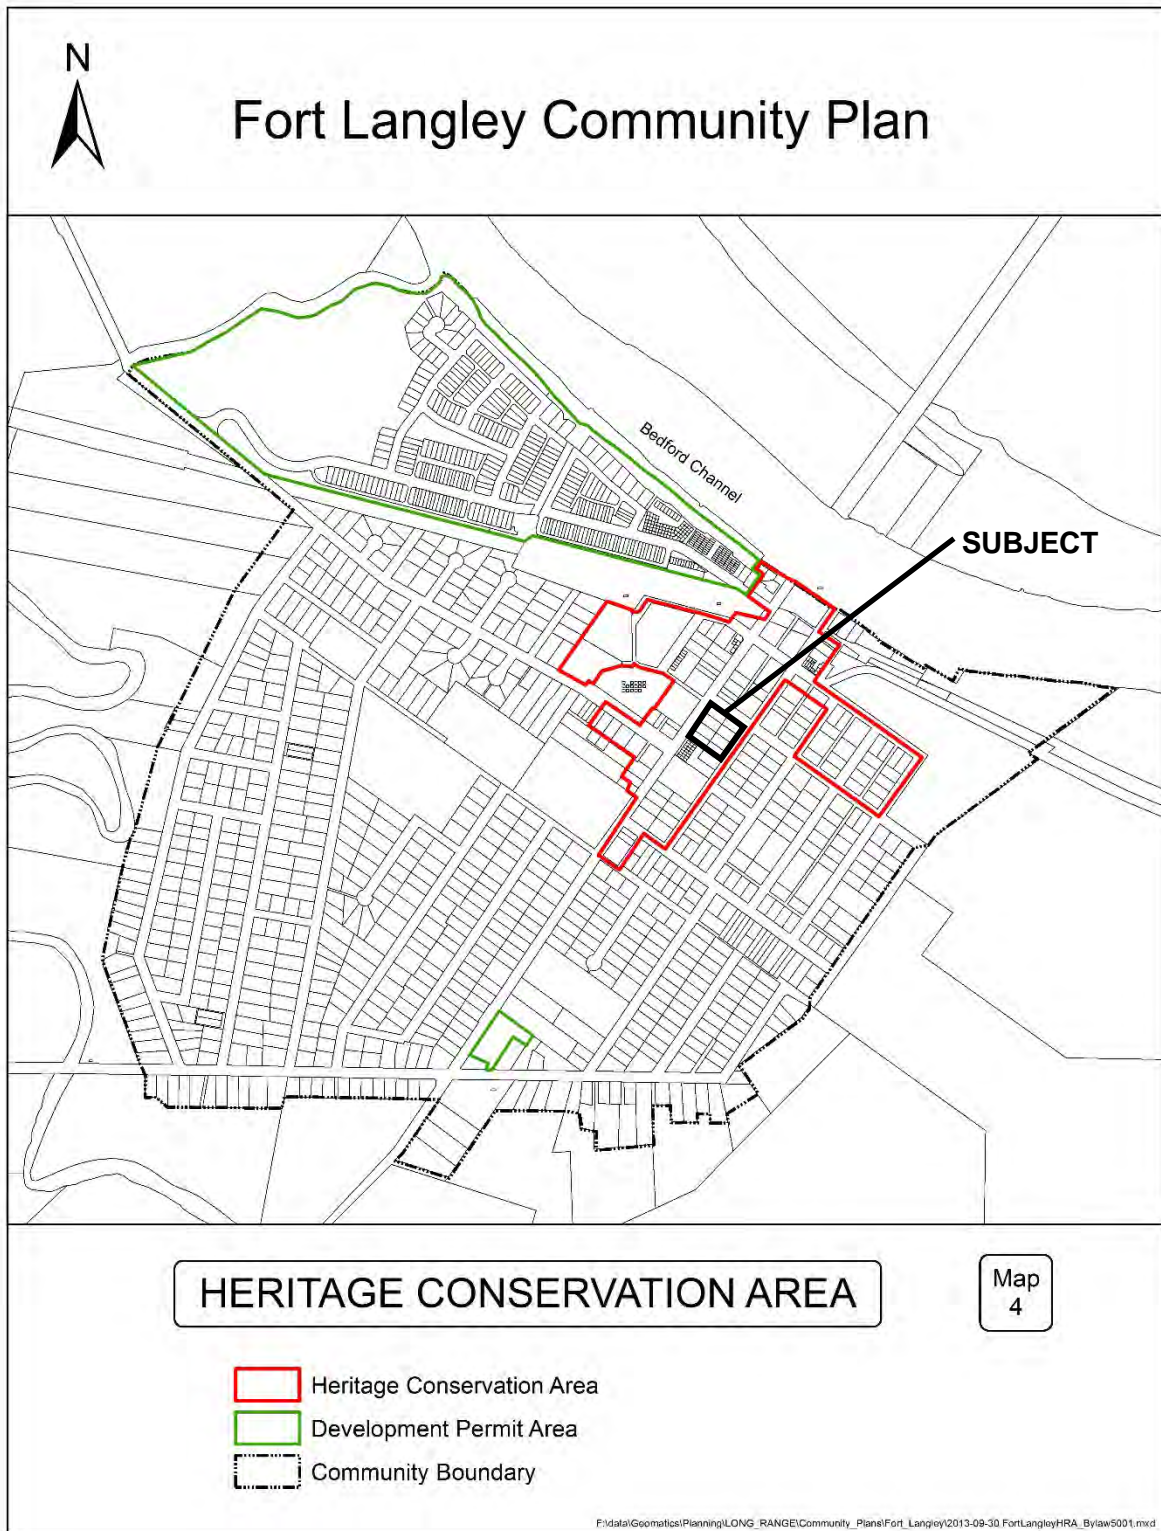 N
Fort Langley Community Plan
Bedford Channel
SUBJECT
HERITAGE CONSERVATION AREA
Map
4
Heritage Conservation Area
Development Permit Area
Community Boundary
F:\data\Geomatics\Planning\LONG_RANGE\Community_Plans\Fort_Langley\2013-09-30 FortLangleyHRA_Bylaw5001.mxd